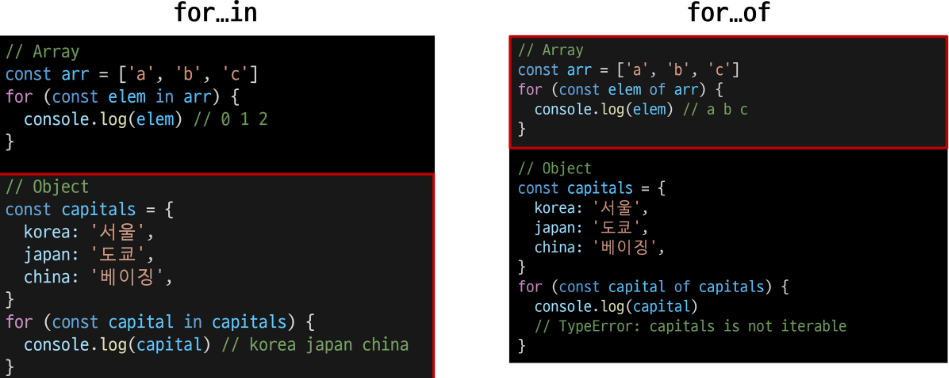 for…in
// Array
const arr = ['a', 'b', 'c']
for (const elem in arr) {
  console.log(elem) // 0 1 2
}
// Object
const capitals = {
  korea: '서울',
  japan: '도쿄',
  china: '베이징',
}
for (const capital in capitals) {
  console.log(capital) // korea japan china
}
for…of
// Array
const arr = ['a', 'b', 'c']
for (const elem of arr) {
  console.log(elem) // a b c
}
// Object
const capitals = {
  korea: '서울',
  japan: '도쿄',
  china: '베이징',
}
for (const capital of capitals) {
  console.log(capital)
  // TypeError: capitals is not iterable
}